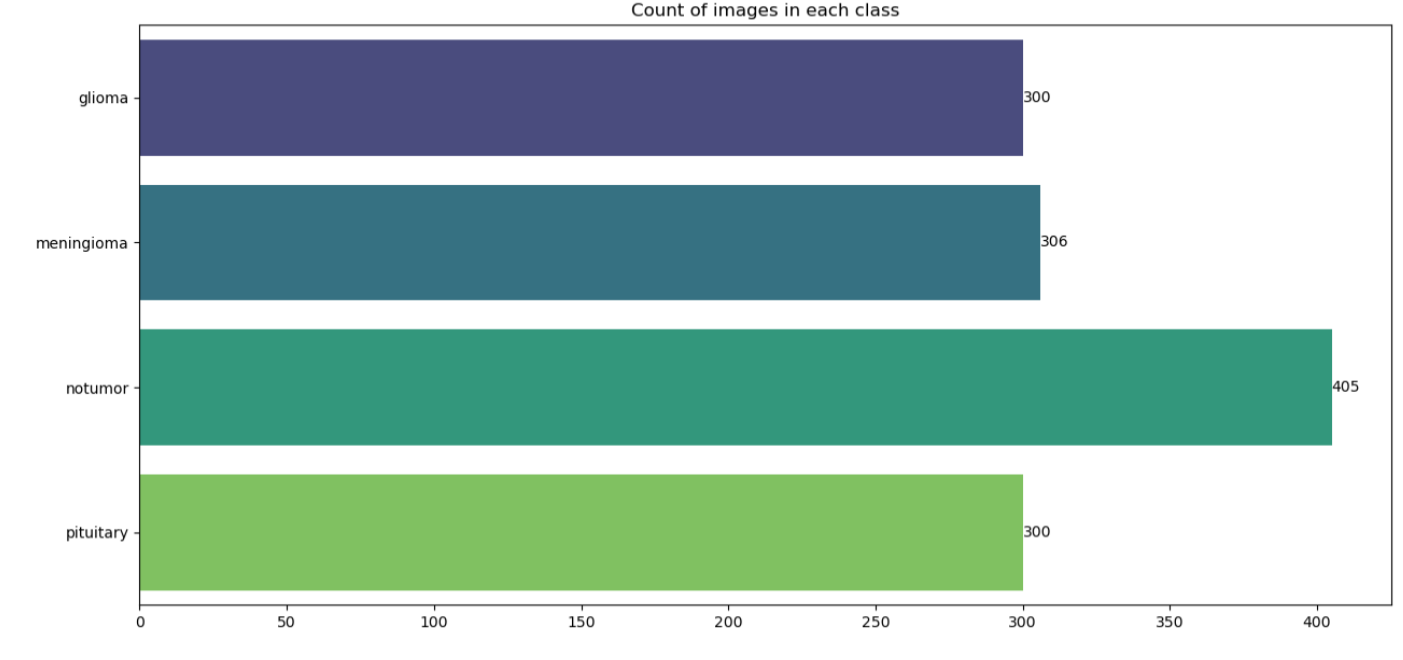 Count of images in each class
glioma
300
meningioma
306
notumor
405
pituitary
300
0 50 100 150 200 250 300 350 400